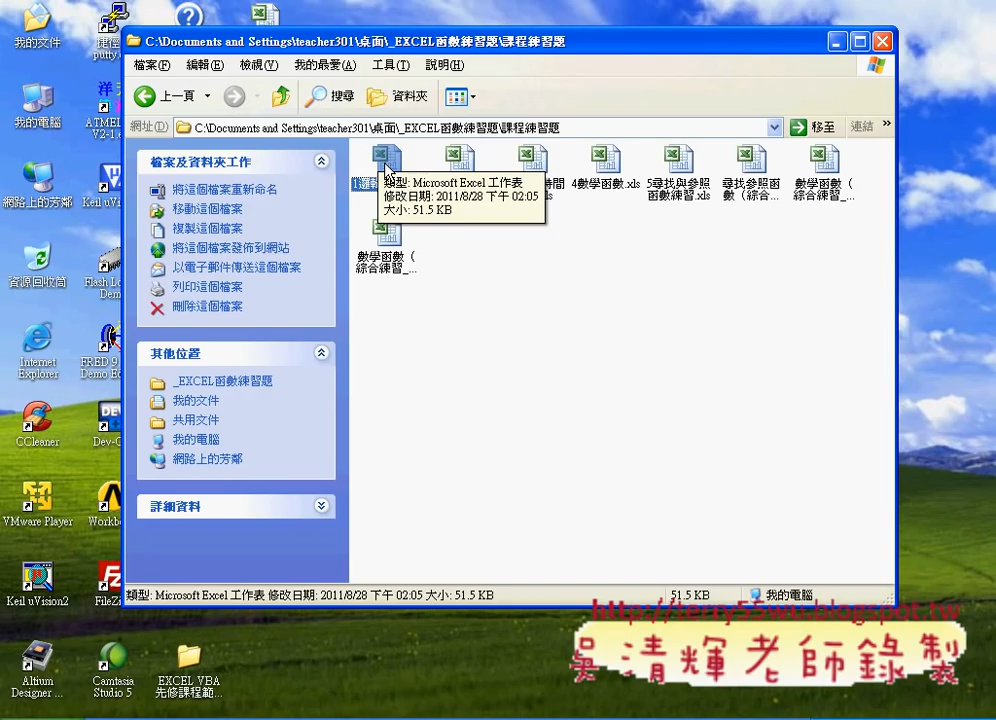 C:\Documents and Settings\teacher301\桌面\_EXCEL函數練習題\課程練習題
檔案(F) 編輯(E) 檢視(V) 我的最愛(A) 工具(T) 說明(H)
上一頁 搜尋 資料夾
網址(D) C:\Documents and Settings\teacher301\桌面\_EXCEL函數練習題\課程練習題 移至 連結 »
檔案及資料夾工作
將這個檔案重新命名
移動這個檔案
複製這個檔案
將這個檔案發佈到網站
以電子郵件傳送這個檔案
列印這個檔案
刪除這個檔案
其他位置
_EXCEL函數練習題
我的文件
共用文件
我的電腦
網路上的芳鄰
詳細資料
類型: Microsoft Excel 工作表
修改日期: 2011/8/28 下午 02:05
大小: 51.5 KB
4數學函數.xls
5尋找與參照
函數練習.xls
尋找參照函
數（綜合...
數學函數（
綜合練習_...
數學函數（
綜合練習_...
類型: Microsoft Excel 工作表 修改日期: 2011/8/28 下午 02:05 大小: 51.5 KB
51.5 KB
我的電腦
我的文件
putty...
我的電腦
ATMEL
V2-1...
網路上的芳鄰
Keil uVi
資源回收筒
Flash Lo
Dem
Internet
Explorer
FRED 9
Demo Ed
CCleaner
Dev-C
VMware Player
Workb
Keil uVision2
FileZi
Altium
Designer ...
Camtasia
Studio 5
EXCEL VBA
先修課程範...
http://terry55wu.blogspot.tw
吳清輝老師錄製